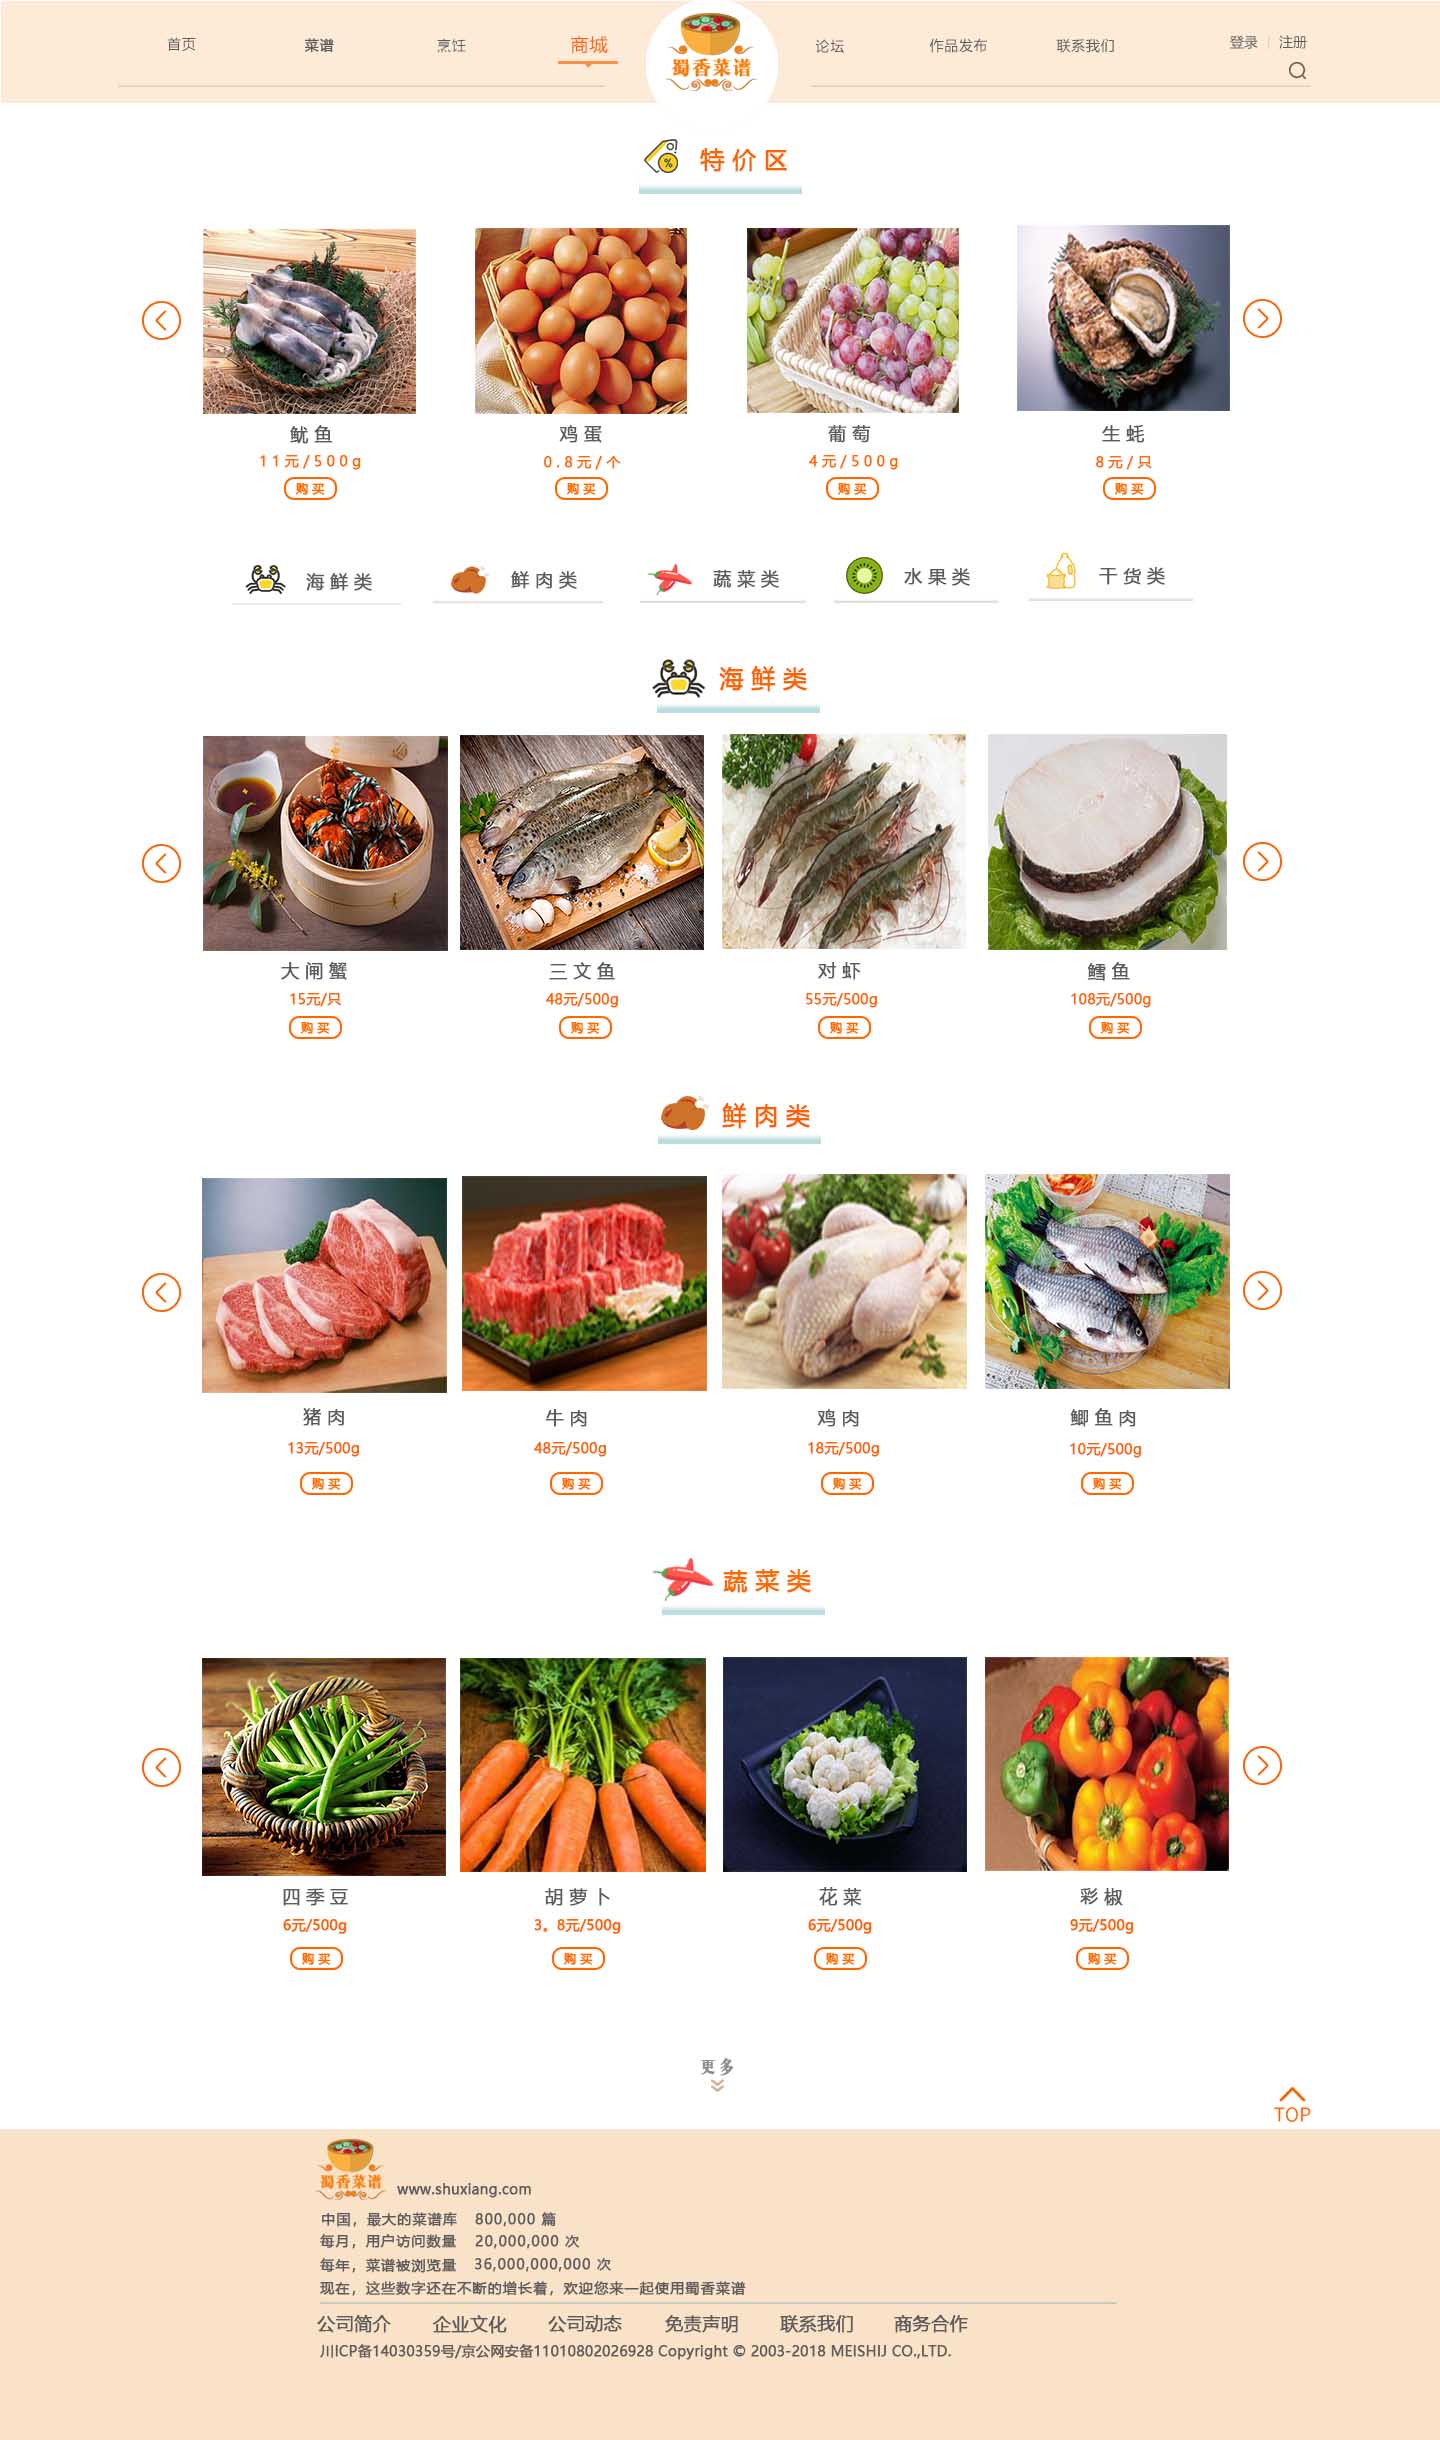 首页 菜谱 烹饪 商城 蜀香菜谱 论坛 作品发布 联系我们 登录 | 注册
% 特价区
鱿鱼 鸡蛋 葡萄 生蚝
11元/500g 0.8元/个 4元/500g 8元/只
购买 购买 购买 购买
海鲜类 鲜肉类 蔬菜类 水果类 干货类
海鲜类
大闸蟹 三文鱼 对虾 鳕鱼
15元/只 48元/500g 55元/500g 108元/500g
购买 购买 购买 购买
鲜肉类
猪肉 牛肉 鸡肉 鲫鱼肉
13元/500g 48元/500g 18元/500g 10元/500g
购买 购买 购买 购买
蔬菜类
四季豆 胡萝卜 花菜 彩椒
6元/500g 3。8元/500g 6元/500g 9元/500g
购买 购买 购买 购买
更多
TOP
蜀香菜谱 www.shuxiang.com
中国，最大的菜谱库 800,000 篇
每月，用户访问数量 20,000,000 次
每年，菜谱被浏览量 36,000,000,000 次
现在，这些数字还在不断的增长着，欢迎您来一起使用蜀香菜谱
公司简介 企业文化 公司动态 免责声明 联系我们 商务合作
川ICP备14030359号/京公网安备11010802026928 Copyright © 2003-2018 MEISHIJ CO.,LTD.